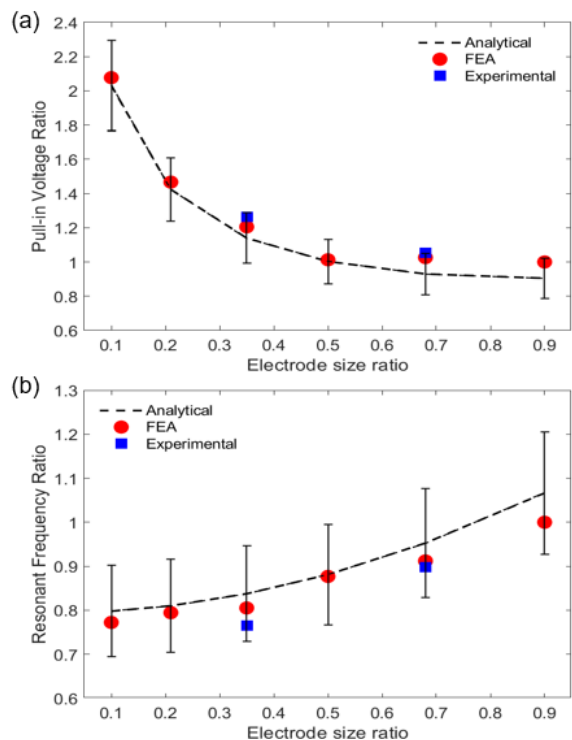 (a)
Pull-in Voltage Ratio
2.4
2.2
2
1.8
1.6
1.4
1.2
1
0.8
0.6
Analytical
FEA
Experimental
0.1 0.2 0.3 0.4 0.5 0.6 0.7 0.8 0.9
Electrode size ratio
(b)
Resonant Frequency Ratio
1.3
1.2
1.1
1
0.9
0.8
0.7
0.6
Analytical
FEA
Experimental
0.1 0.2 0.3 0.4 0.5 0.6 0.7 0.8 0.9
Electrode size ratio